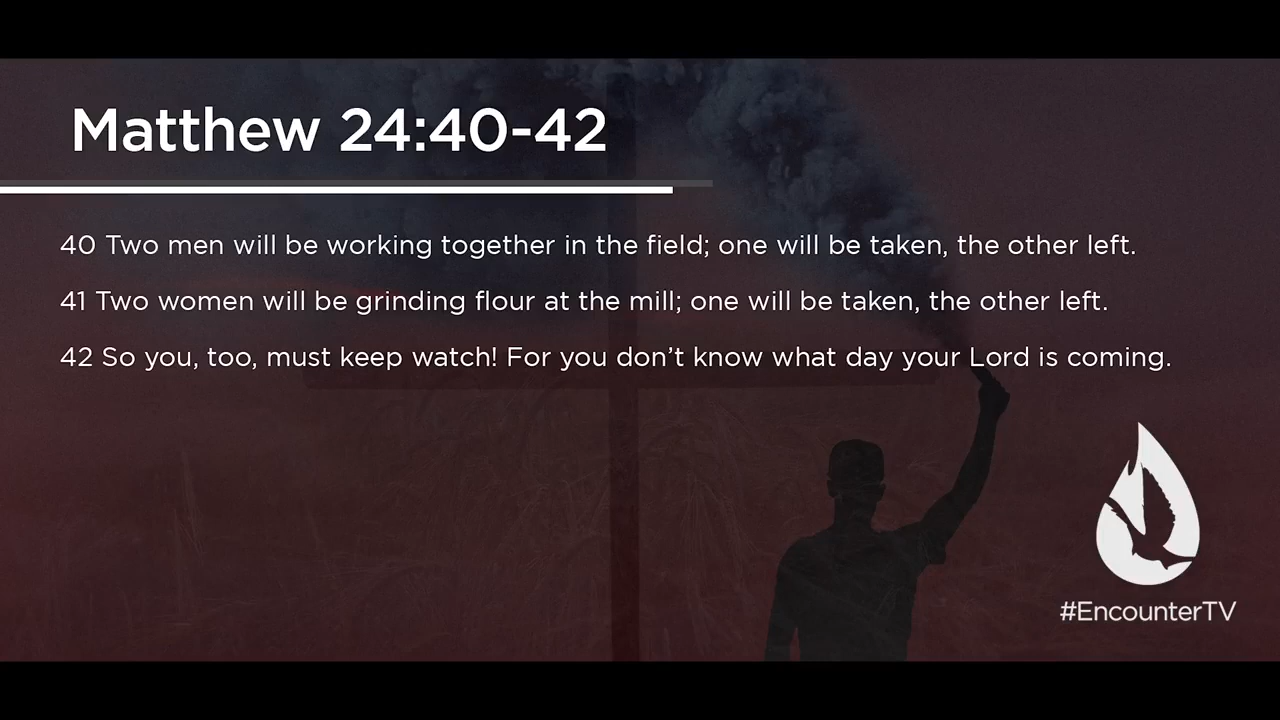 Matthew 24:40-42
40 Two men will be working together in the field; one will be taken, the other left.
41 Two women will be grinding flour at the mill; one will be taken, the other left.
42 So you, too, must keep watch! For you don’t know what day your Lord is coming.
#EncounterTV